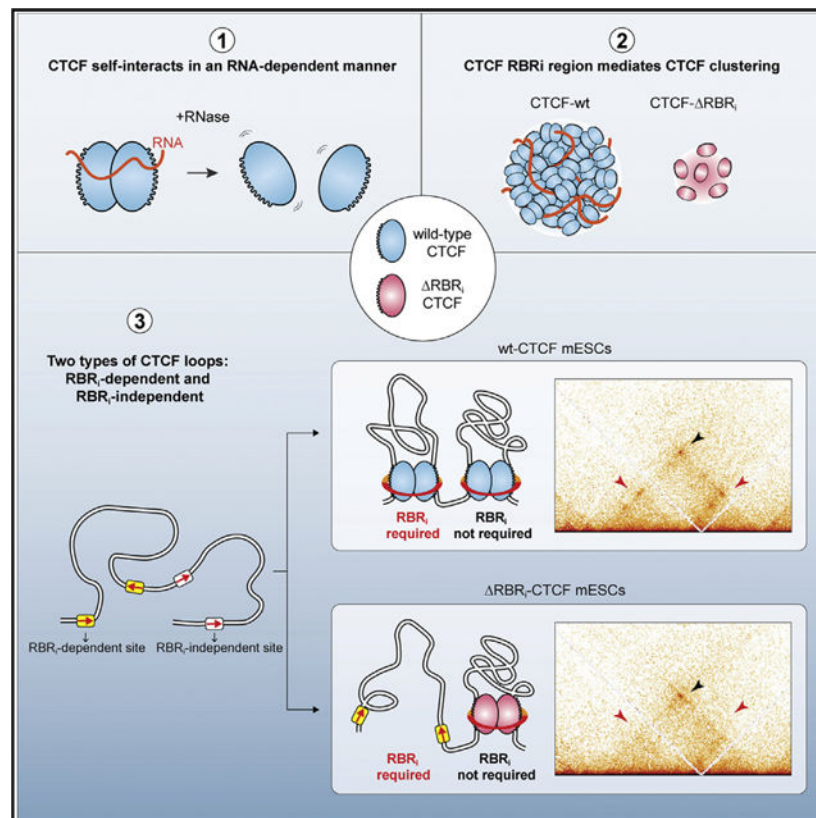 1
CTCF self-interacts in an RNA-dependent manner
+RNase
RNA
2
CTCF RBRi region mediates CTCF clustering
CTCF-wt
CTCF-ΔRBRᵢ
wild-type
CTCF
ΔRBRᵢ
CTCF
3
Two types of CTCF loops:
RBRᵢ-dependent and
RBRᵢ-independent
RBRᵢ-dependent site
RBRᵢ-independent site
wt-CTCF mESCs
RBRᵢ
required
RBRᵢ
not required
ΔRBRᵢ-CTCF mESCs
RBRᵢ
required
RBRᵢ
not required